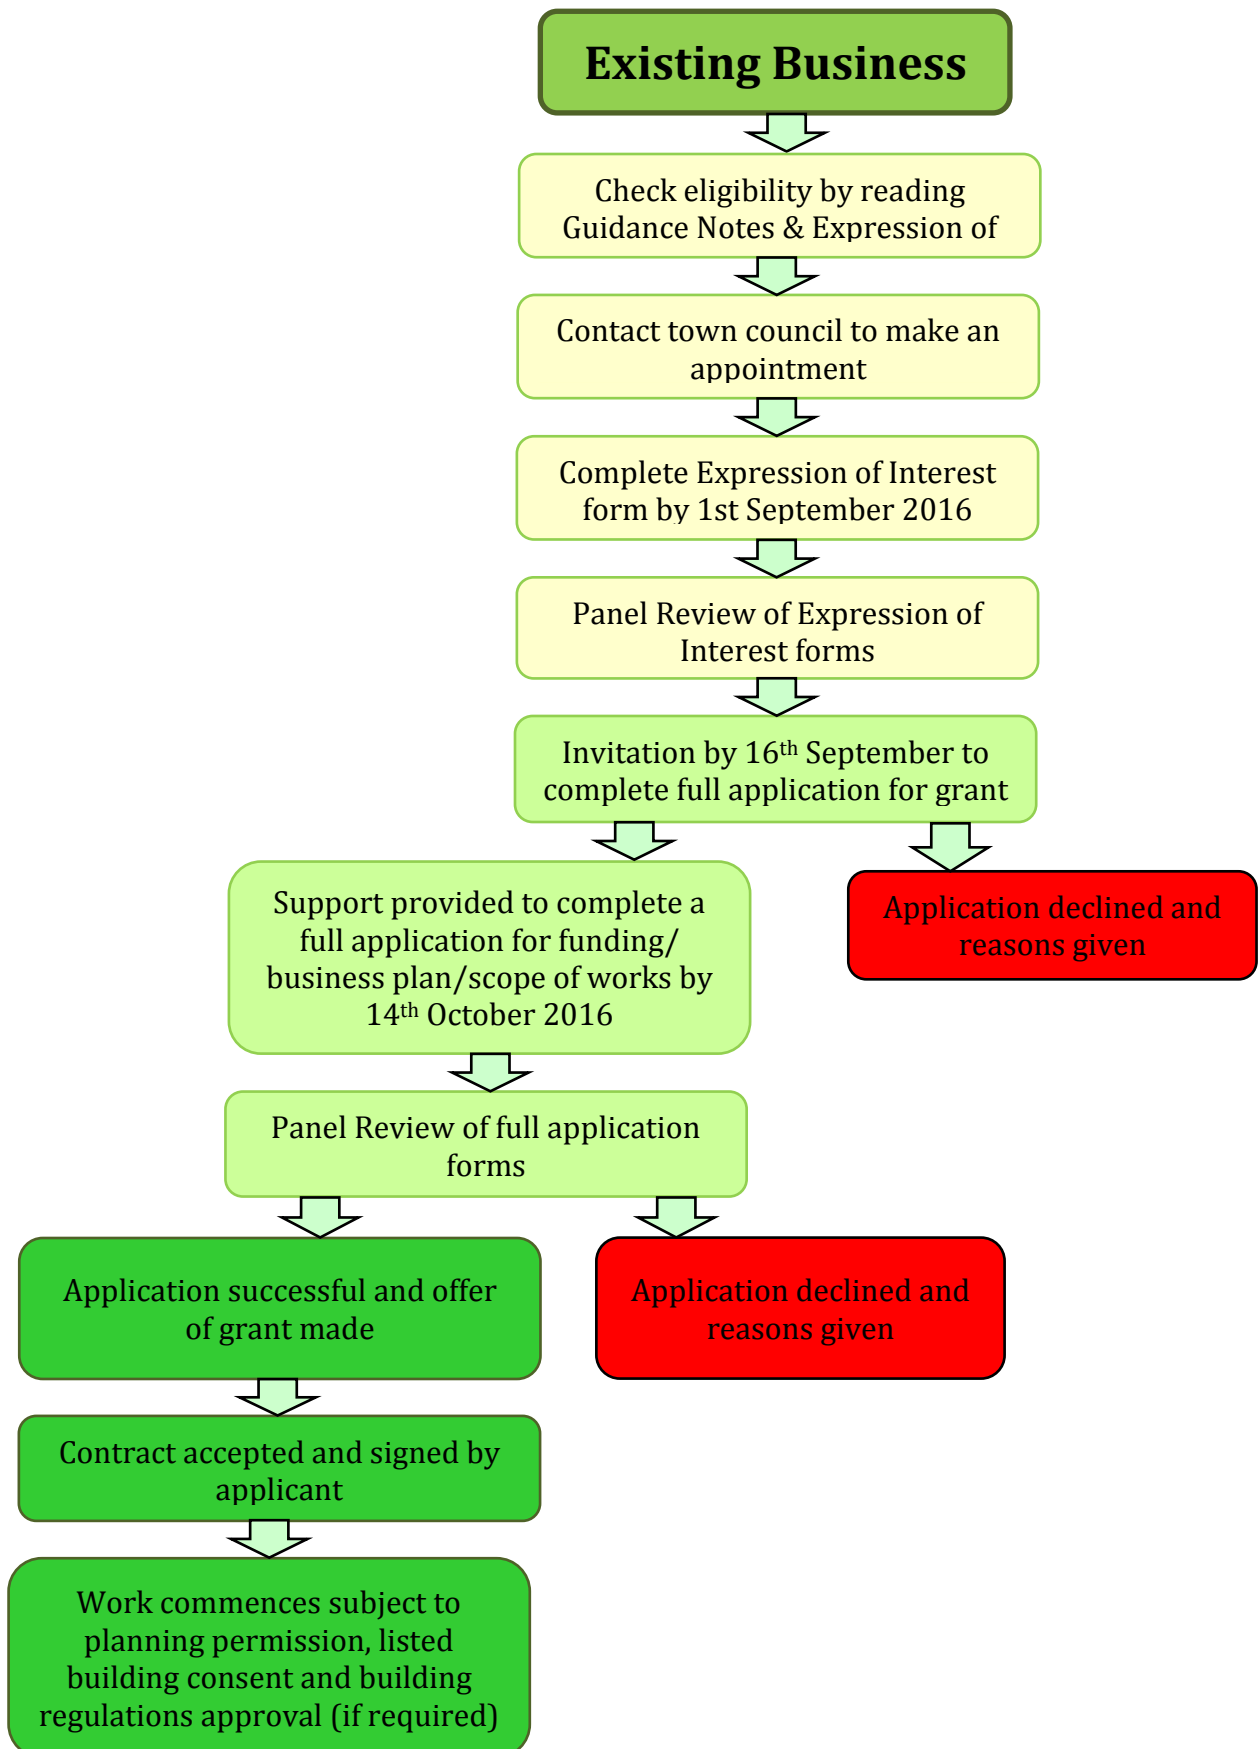 Existing Business
Check eligibility by reading
Guidance Notes & Expression of
Contact town council to make an
appointment
Complete Expression of Interest
form by 1st September 2016
Panel Review of Expression of
Interest forms
Invitation by 16th September to
complete full application for grant
Support provided to complete a
full application for funding/
business plan/scope of works by
14th October 2016
Application declined and
reasons given
Panel Review of full application
forms
Application successful and offer
of grant made
Application declined and
reasons given
Contract accepted and signed by
applicant
Work commences subject to
planning permission, listed
building consent and building
regulations approval (if required)